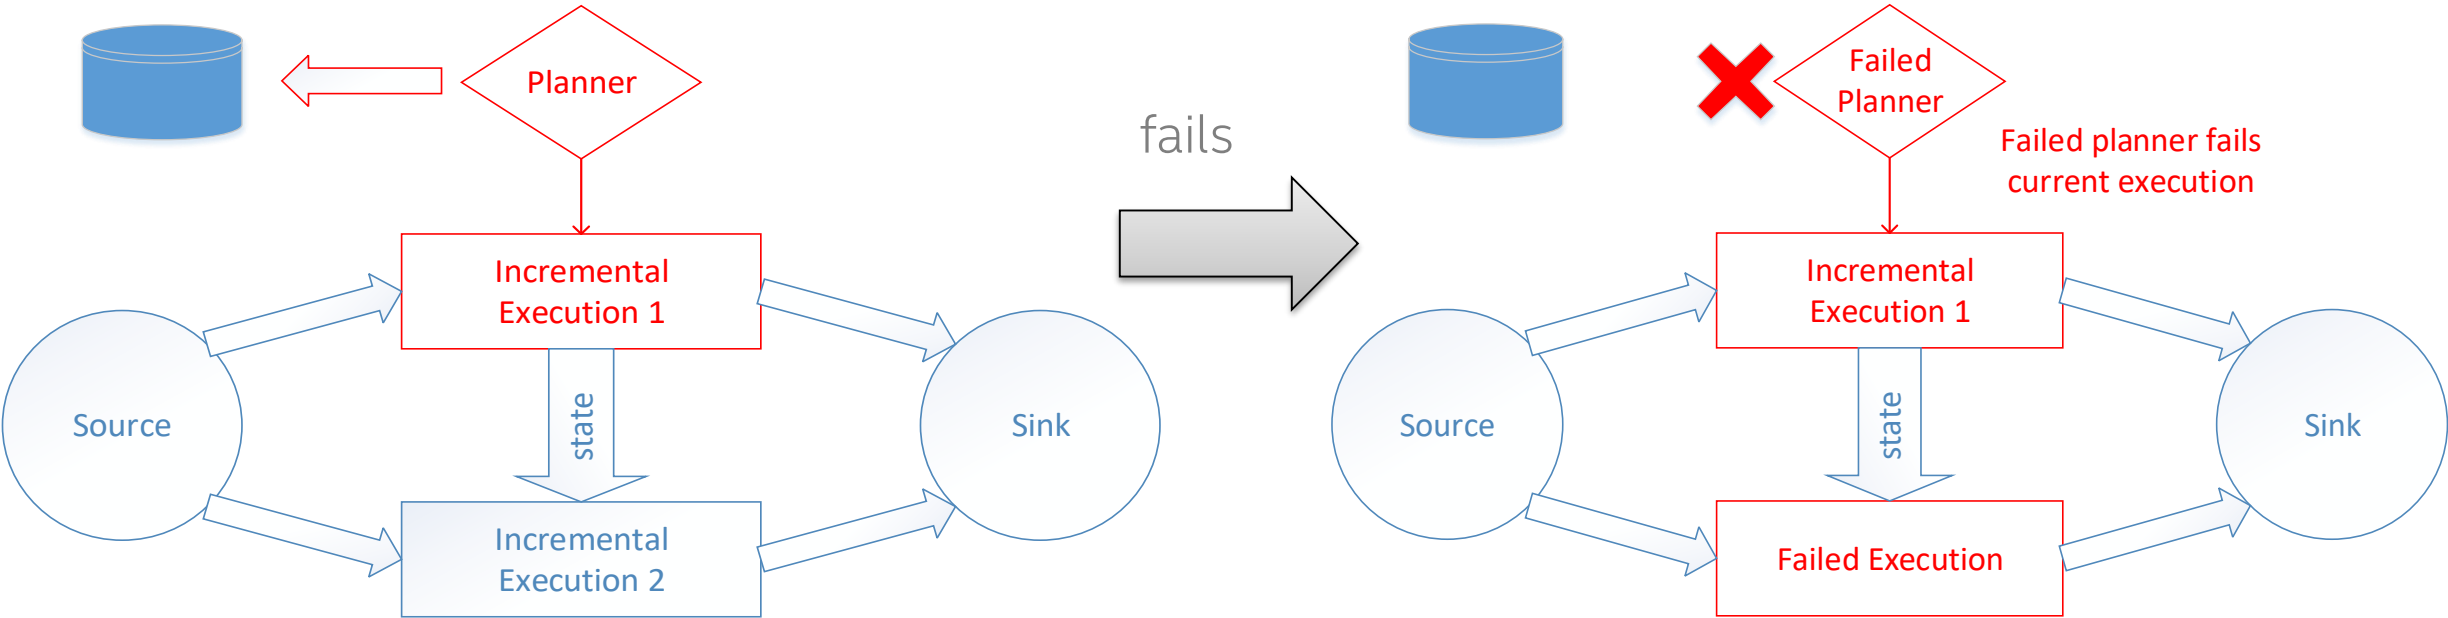 Planner
Incremental
Execution 1
Source
state
Sink
Incremental
Execution 2
fails
Failed
Planner
Failed planner fails
current execution
Incremental
Execution 1
Source
state
Sink
Failed Execution